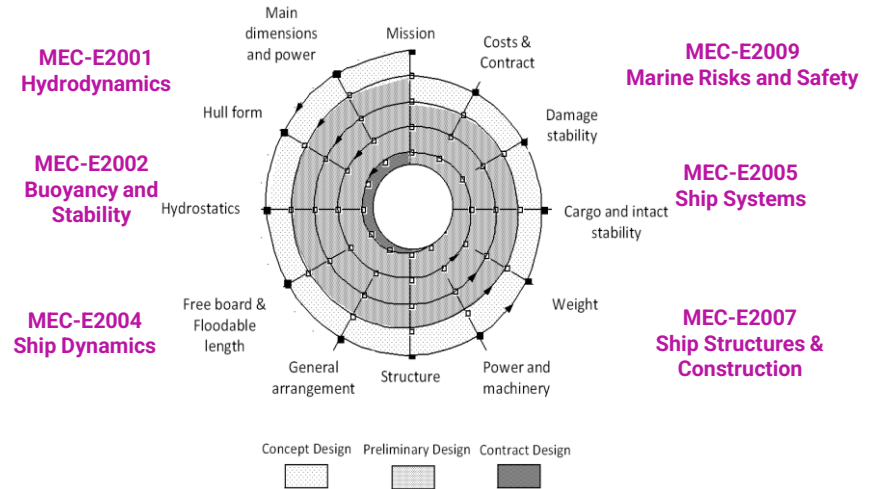 Main
dimensions
and power
Mission
Costs &
Contract
MEC-E2001
Hydrodynamics
MEC-E2009
Marine Risks and Safety
Hull form
Damage
stability
MEC-E2002
Buoyancy and
Stability
MEC-E2005
Ship Systems
Hydrostatics
Cargo and intact
stability
Free board &
Floodable
length
Weight
MEC-E2004
Ship Dynamics
MEC-E2007
Ship Structures &
Construction
General
arrangement
Structure
Power and
machinery
Concept Design
Preliminary Design
Contract Design